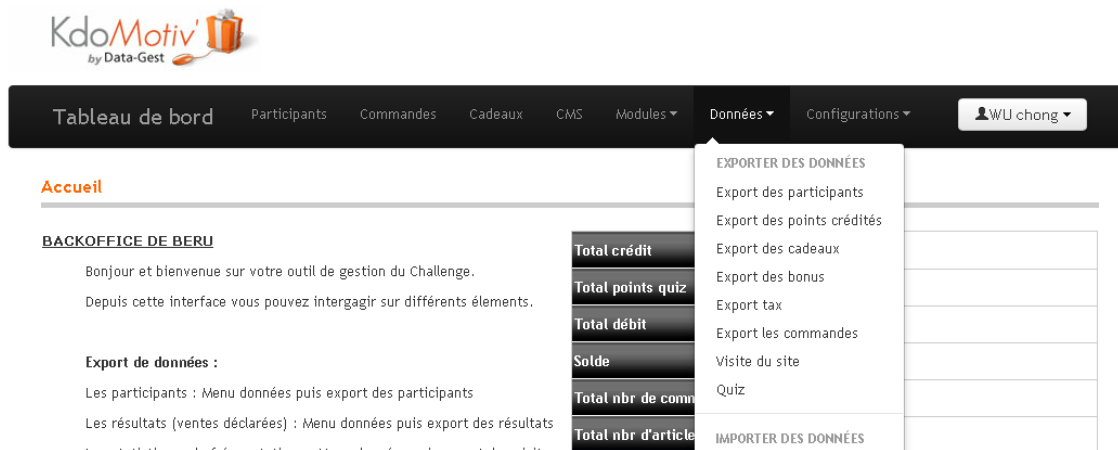 KdoMotiv'
by Data-Gest
Tableau de bord Participants Commandes Cadeaux CMS Modules Données Configurations WU chong
Accueil
EXPORTER DES DONNÉES
Export des participants
Export des points crédités
Export des cadeaux
Export des bonus
Export tax
Export les commandes
Visite du site
Quiz
IMPORTER DES DONNÉES
BACKOFFICE DE BERU
Bonjour et bienvenue sur votre outil de gestion du Challenge.
Depuis cette interface vous pouvez intergagir sur différents élements.
Export de données :
Les participants : Menu données puis export des participants
Les résultats (ventes déclarées) : Menu données puis export des résultats
Total crédit
Total points quiz
Total débit
Solde
Total nbr de
Total nbr d'article